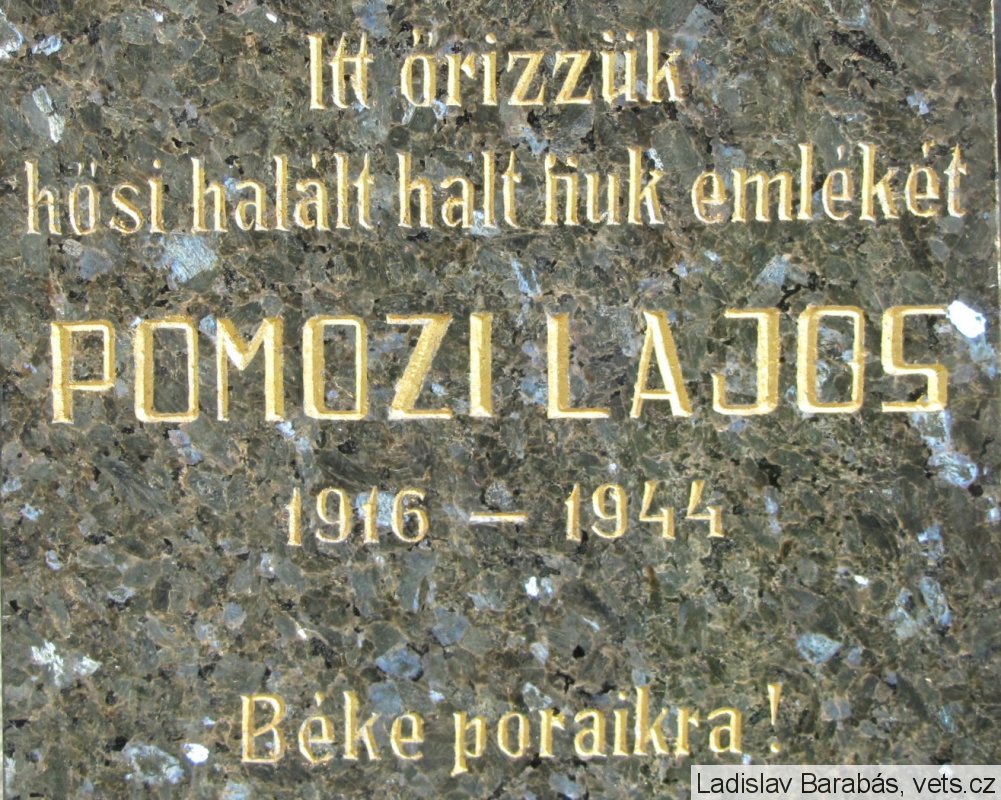 Itt őrizzük
hősi halált halt fiuk emlékét
POMOZI LAJOS
1916 – 1944
Béke poraikra !
Ladislav Barabás, vets.cz